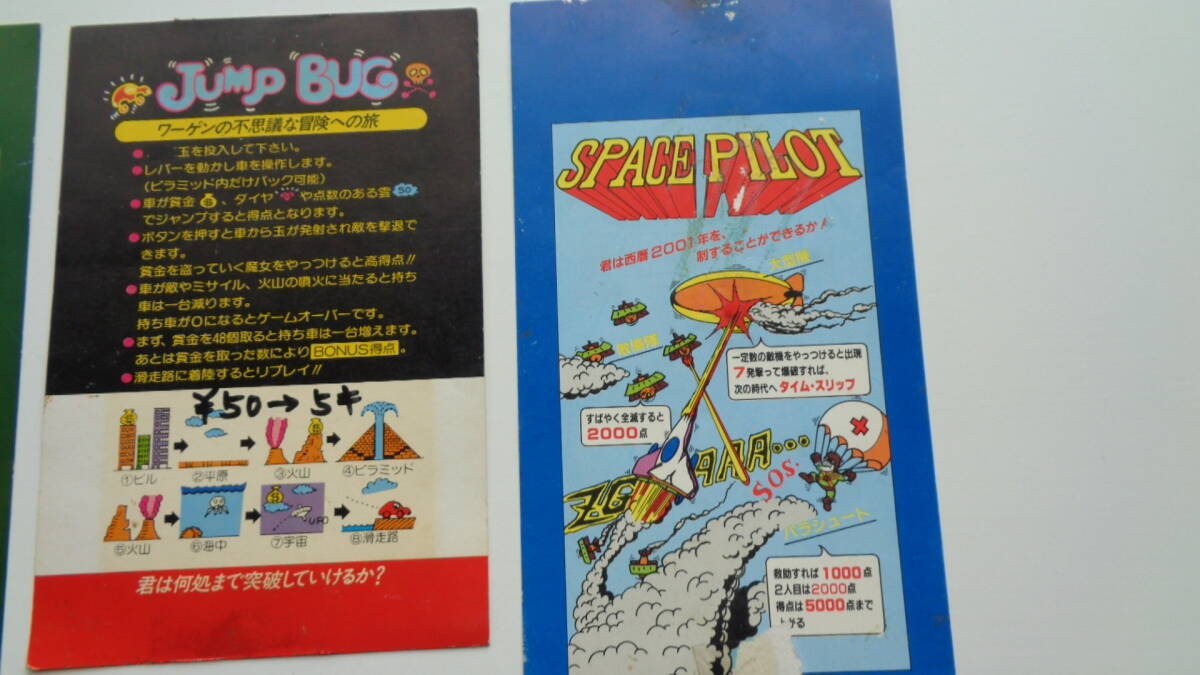 JUMP BUG
ワーゲンの不思議な冒険への旅
玉を投入して下さい。
レバーを動かし車を操作します。
(ピラミッド内だけバック可能)
車が賞金 $ 、ダイヤ や点数のある雲 50
でジャンプすると得点となります。
ボタンを押すと車から玉が発射され敵を撃退で
きます。
賞金を盗っていく魔女をやっつけると高得点!!
車が敵やミサイル、火山の噴火に当たると持ち
車は一台減ります。
持ち車が0になるとゲームオーバーです。
まず、賞金を48個取ると持ち車は一台増えます。
あとは賞金を取った数により BONUS得点 。
滑走路に着陸するとリプレイ!!
¥50→5キ
①ビル
②平原
③火山
④ピラミッド
⑤火山
⑥海中
⑦宇宙
UFO
⑧滑走路
君は何処まで突破していけるか?
SPACE PILOT
君は西暦2001年を、
制することができるか!
大型機
敵編隊
一定数の敵機をやっつけると出現
7発撃って爆破すれば、
次の時代へ タイム・スリップ
すばやく全滅すると
2000点
SOS.
パラシュート
救助すれば 1000点
2人目は2000点
得点は5000点まで